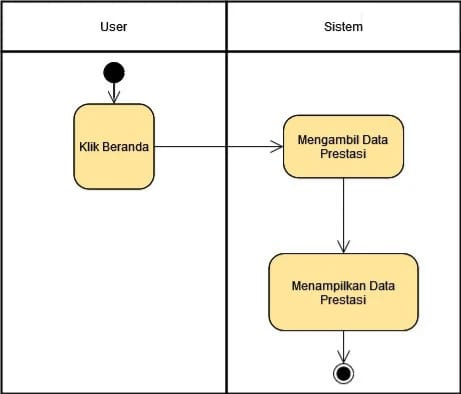 User
Sistem
Klik Beranda
Mengambil Data
Prestasi
Menampilkan Data
Prestasi